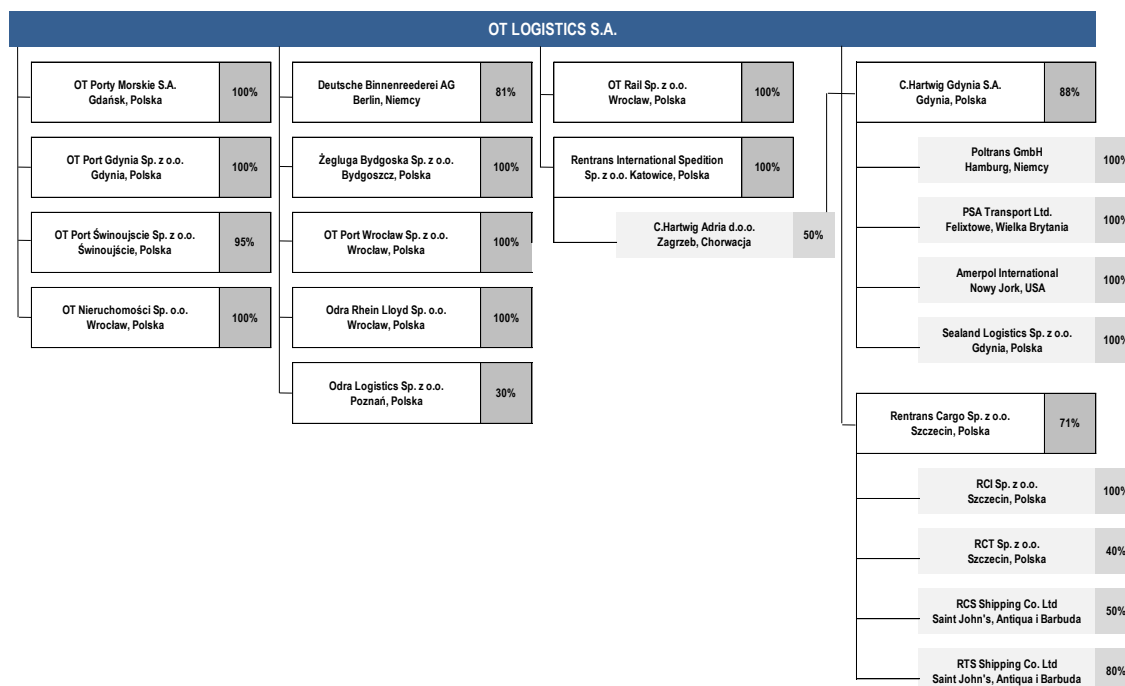 OT LOGISTICS S.A.
OT Porty Morskie S.A.
Gdańsk, Polska
100%
OT Port Gdynia Sp. z o.o.
Gdynia, Polska
100%
OT Port Świnoujscie Sp. z o.o.
Świnoujście, Polska
95%
OT Nieruchomości Sp. o.o.
Wrocław, Polska
100%
Deutsche Binnenreederei AG
Berlin, Niemcy
81%
Żegluga Bydgoska Sp. z o.o.
Bydgoszcz, Polska
100%
OT Port Wrocław Sp. z o.o.
Wrocław, Polska
100%
Odra Rhein Lloyd Sp. o.o.
Wrocław, Polska
100%
Odra Logistics Sp. z o.o.
Poznań, Polska
30%
OT Rail Sp. z o.o.
Wrocław, Polska
100%
Rentrans International Spedition
Sp. z o.o. Katowice, Polska
100%
C.Hartwig Adria d.o.o.
Zagrzeb, Chorwacja
50%
C.Hartwig Gdynia S.A.
Gdynia, Polska
88%
Poltrans GmbH
Hamburg, Niemcy
100%
PSA Transport Ltd.
Felixtowe, Wielka Brytania
100%
Amerpol International
Nowy Jork, USA
100%
Sealand Logistics Sp. z o.o.
Gdynia, Polska
100%
Rentrans Cargo Sp. z o.o.
Szczecin, Polska
71%
RCI Sp. z o.o.
Szczecin, Polska
100%
RCT Sp. z o.o.
Szczecin, Polska
40%
RCS Shipping Co. Ltd
Saint John's, Antiqua i Barbuda
50%
RTS Shipping Co. Ltd
Saint John's, Antiqua i Barbuda
80%